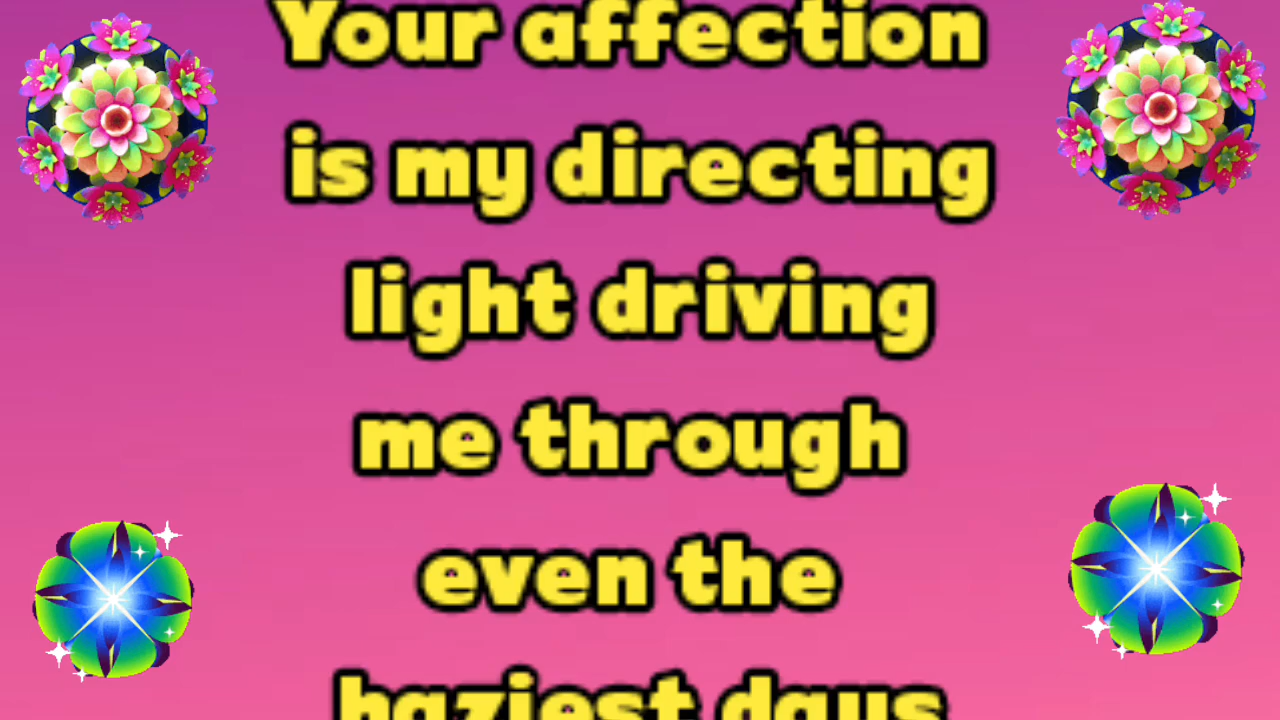 Your affection
is my directing
light driving
me through
even the
haziest days